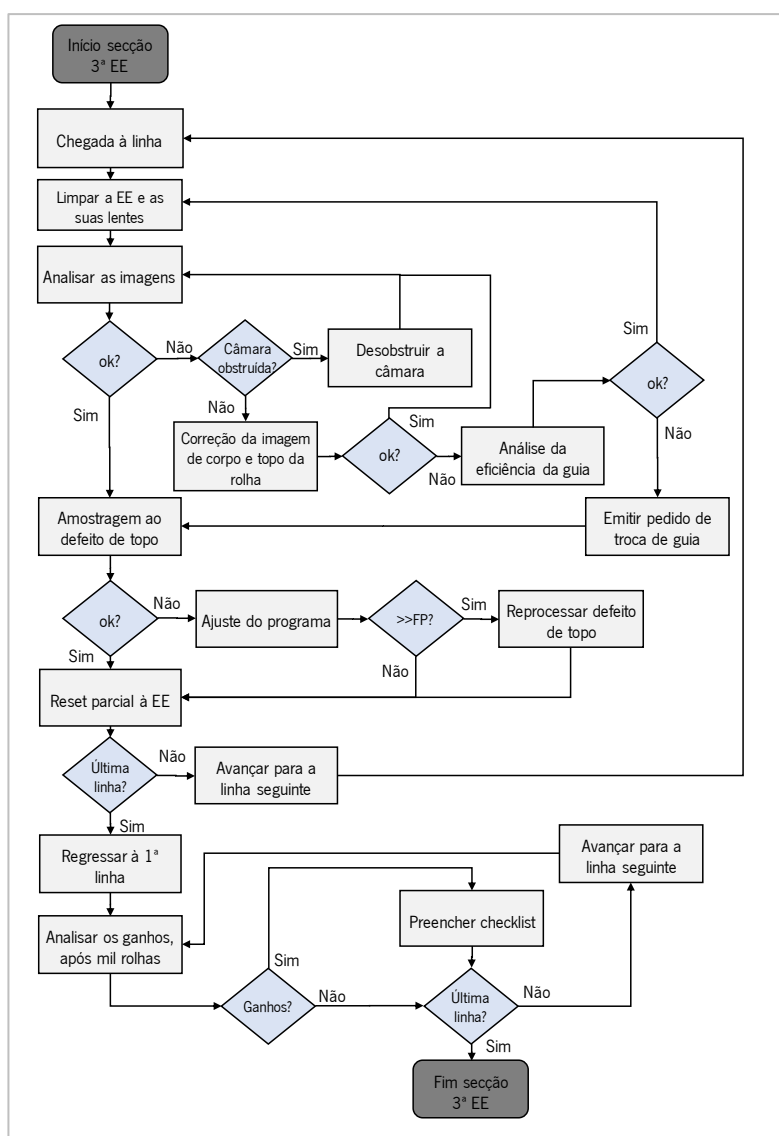 Início secção
3ª EE
Chegada à linha
Limpar a EE e as
suas lentes
Analisar as imagens
ok?
Não
Câmara
obstruída?
Sim
Desobstruir a
câmara
Sim
ok?
Sim
Não
Correção da imagem
de corpo e topo da
rolha
ok?
Sim
Não
Análise da
eficiência da guia
Não
Amostragem ao
defeito de topo
Emitir pedido de
troca de guia
ok?
Não
Ajuste do programa
>>FP?
Sim
Reprocessar defeito
de topo
Sim
Não
Reset parcial à EE
Última
linha?
Não
Avançar para a
linha seguinte
Sim
Regressar à 1ª
linha
Avançar para a
linha seguinte
Analisar os ganhos,
após mil rolhas
Preencher checklist
Sim
Ganhos?
Não
Última
linha?
Não
Sim
Fim secção
3ª EE